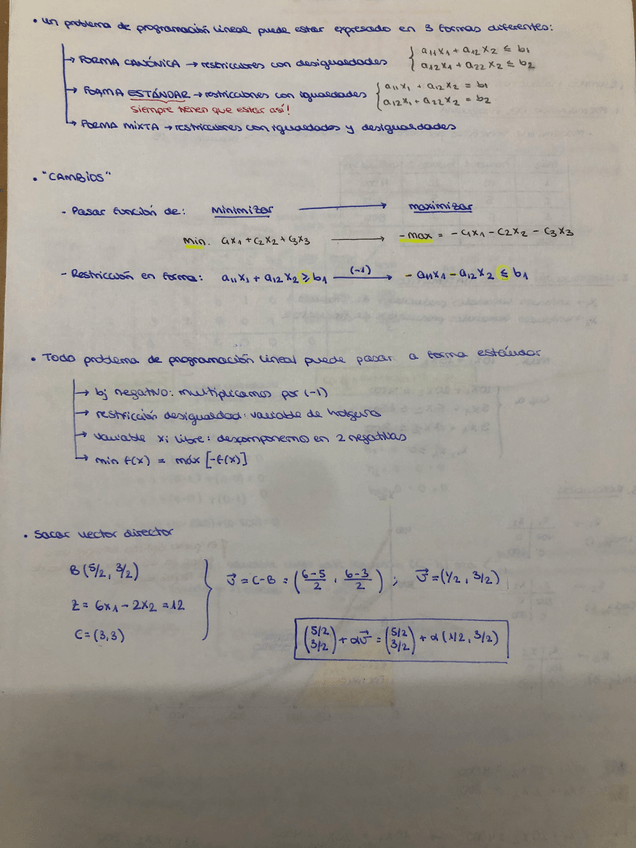 • un problema de programación lineal puede estar expresado en 3 formas diferentes:
→ FORMA CANÓNICA → restricciones con desigualdades { a11x1 + a12x2 ≤ b1
a12x1 + a22x2 ≤ b2
→ FORMA ESTÁNDAR → restricciones con igualdades { a11x1 + a12x2 = b1
a12x1 + a22x2 = b2
siempre tienen que estar así!
→ FORMA MIXTA → restricciones con igualdades y desigualdades
• "CAMBIOS"
- Pasar función de: minimizar → maximizar
min. c1x1 + c2x2 + c3x3 → -max = -c1x1 - c2x2 - c3x3
- Restricción en forma: a11x1 + a12x2 ≥ b1 (-1)→ - a11x1 - a12x2 ≤ b1
• Todo problema de programación lineal puede pasar a forma estándar
→ bj negativo: multiplicamos por (-1)
→ restricción desigualdad: variable de holgura
→ variable xi libre: descomponemo en 2 negativas
→ min f(x) = máx [-f(x)]
• Sacar vector director
B (5/2, 3/2)
Z = 6x1 - 2x2 = 12
C = (3,3)
v⃗ = C-B = (6-5/2, 6-3/2) ; v⃗ = (1/2, 3/2)
(5/2 3/2) + αv⃗ = (5/2 3/2) + α (1/2, 3/2)